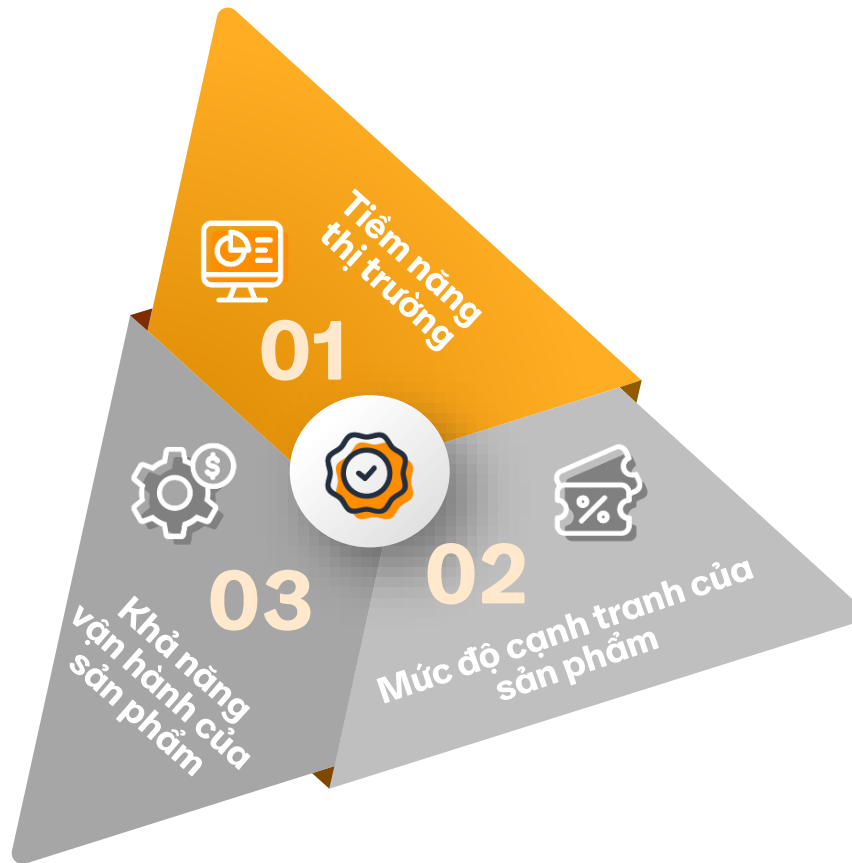 Tiềm năng
thị trường
01
02
Mức độ cạnh tranh của
sản phẩm
03
Khả năng
vận hành của
sản phẩm
$
%